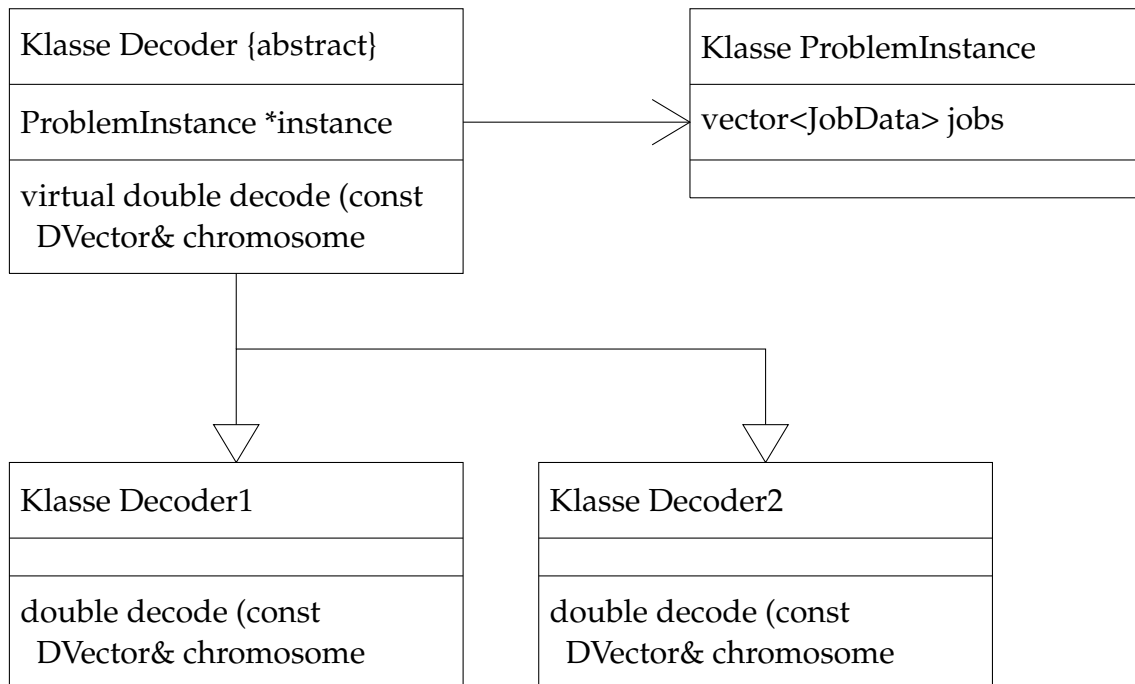 Klasse Decoder {abstract}
ProblemInstance *instance
virtual double decode (const
DVector& chromosome
Klasse ProblemInstance
vector<JobData> jobs
Klasse Decoder1
double decode (const
DVector& chromosome
Klasse Decoder2
double decode (const
DVector& chromosome